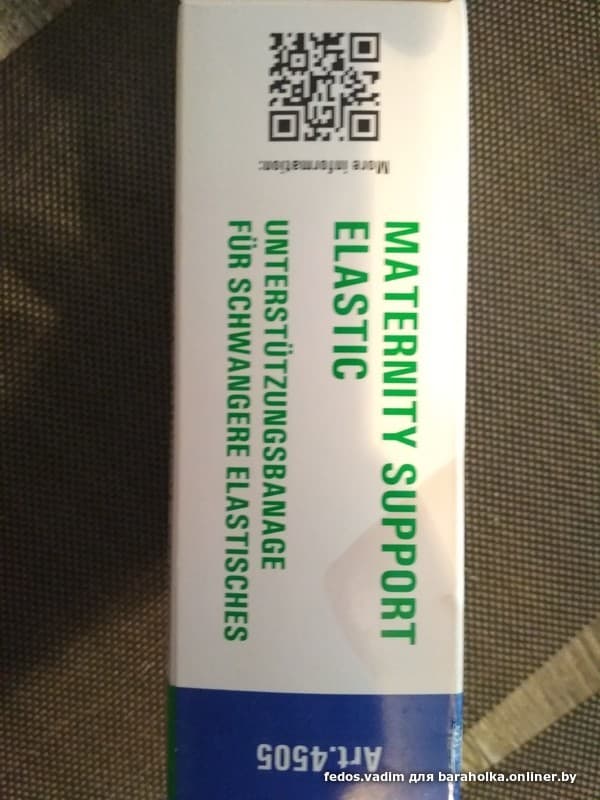 More information:
MATERNITY SUPPORT
ELASTIC
UNTERSTÜTZUNGSBANAGE
FÜR SCHWANGERE ELASTISCHES
Art.4505
fedos.vadim для baraholka.onliner.by